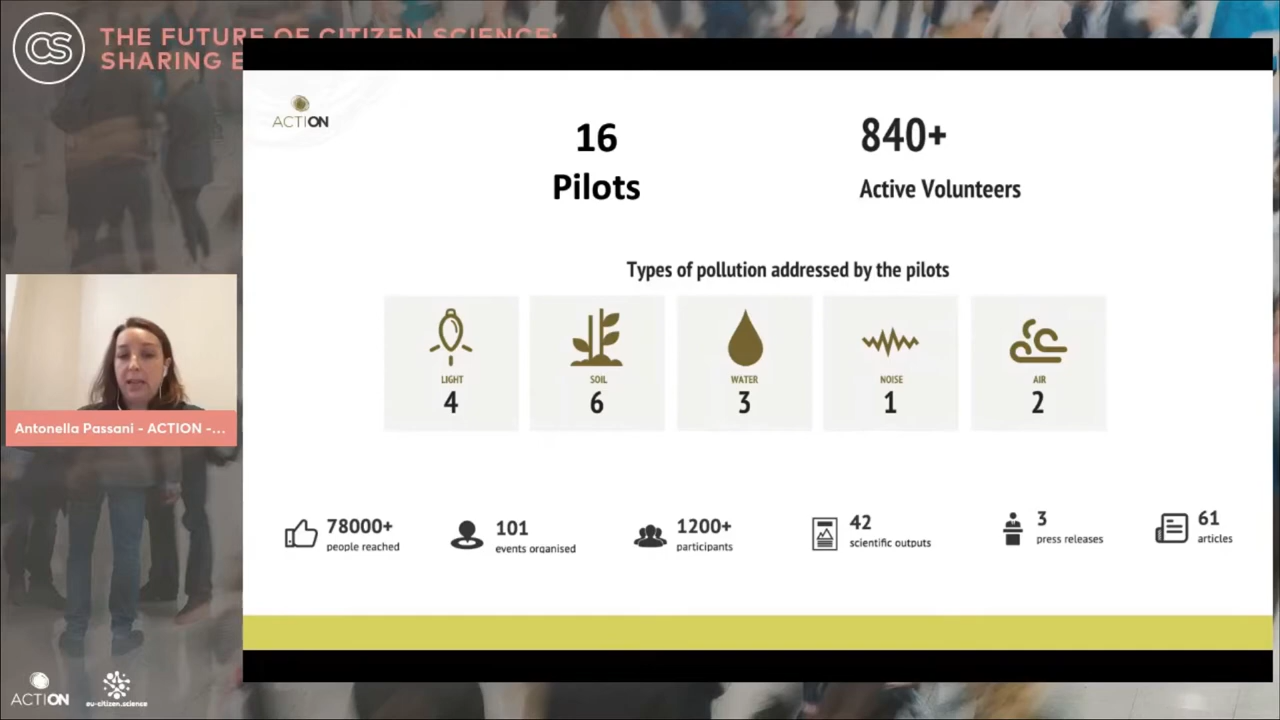 THE FUTURE OF CITIZEN SCIENCE:
SHARING E
CS
ACTION
16
Pilots
840+
Active Volunteers
Types of pollution addressed by the pilots
LIGHT
4
SOIL
6
WATER
3
NOISE
1
AIR
2
Antonella Passani - ACTION -...
78000+
people reached
101
events organised
1200+
participants
42
scientific outputs
3
press releases
61
articles
ACTION
eu-citizen.science